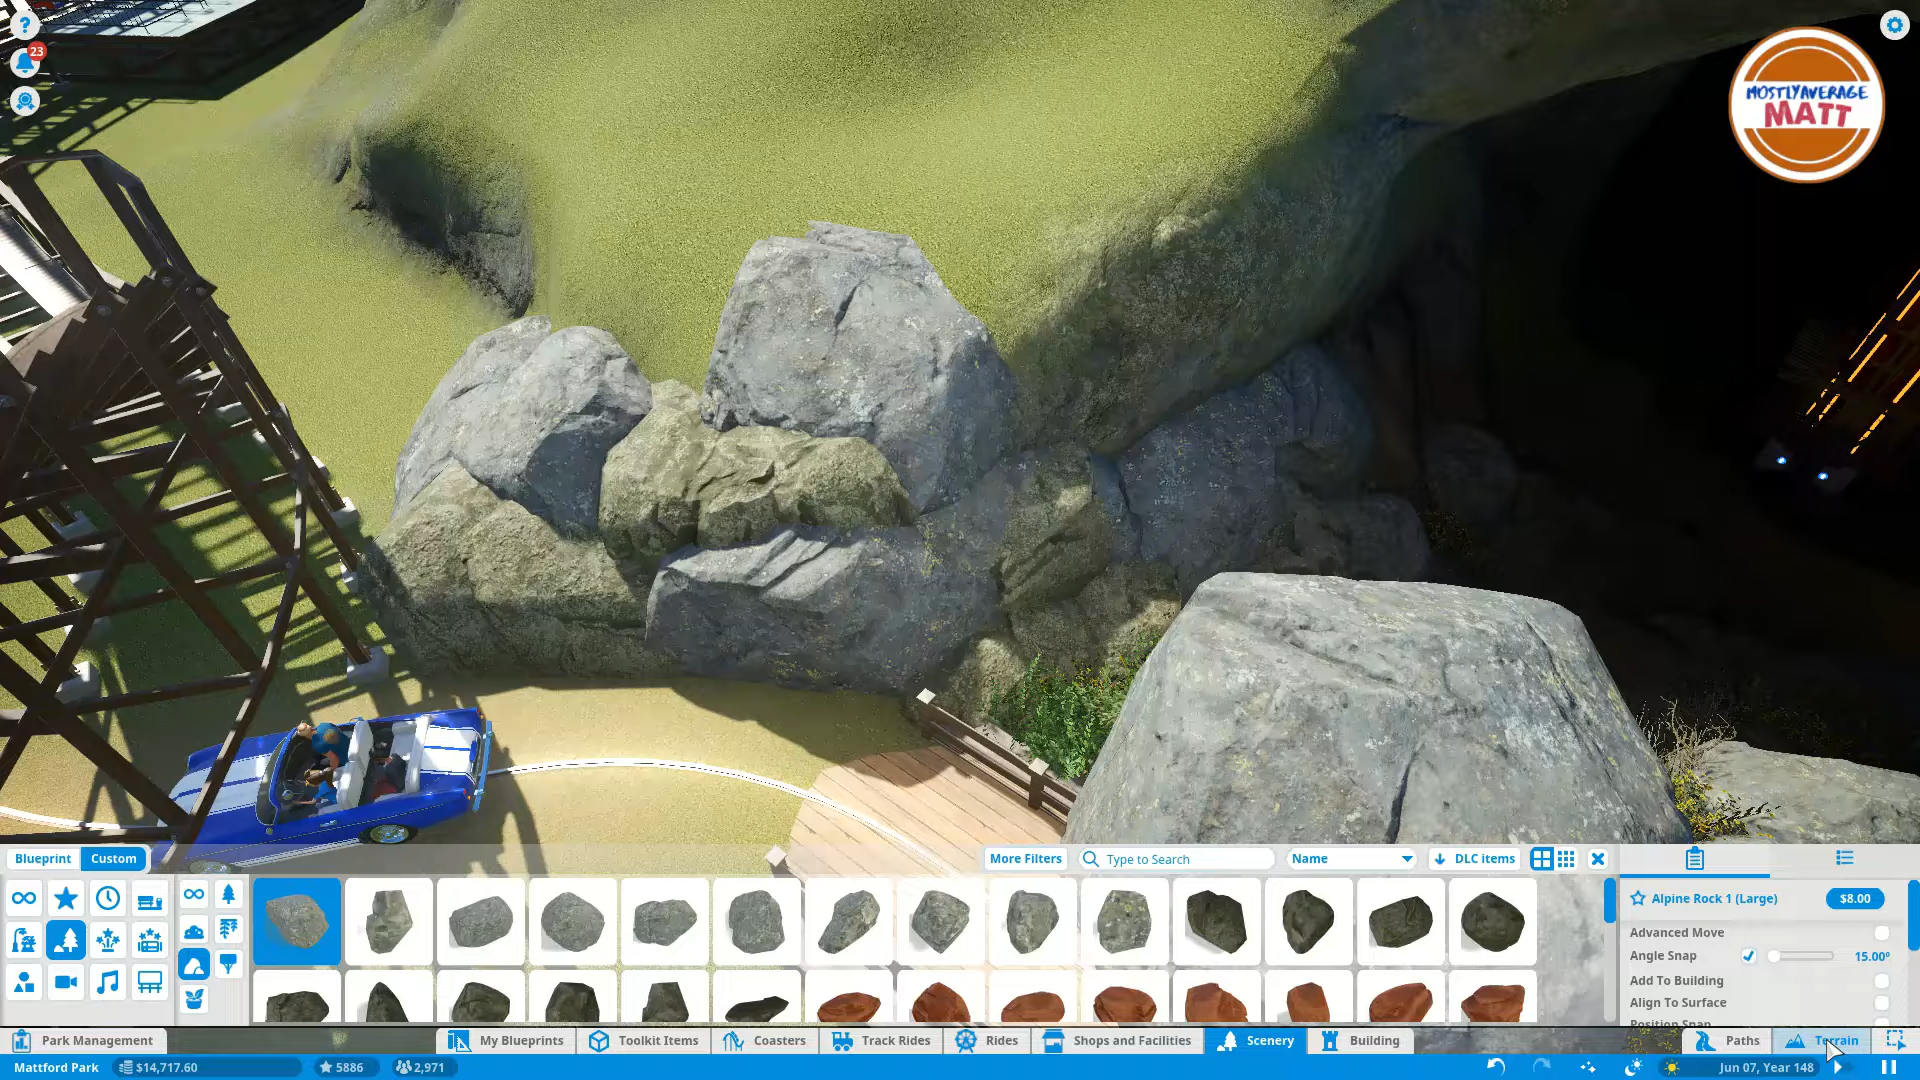 ?
23
MOSTLYAVERAGE
MATT
Blueprint
Custom
More Filters
Type to Search
Name
DLC items
Alpine Rock 1 (Large)
$8.00
Advanced Move
Angle Snap
15.00°
Add To Building
Align To Surface
Position Snap
Park Management
My Blueprints
Toolkit Items
Coasters
Track Rides
Rides
Shops and Facilities
Scenery
Building
Paths
Terrain
Mattford Park
$14,717.60
5886
2,971
Jun 07, Year 148